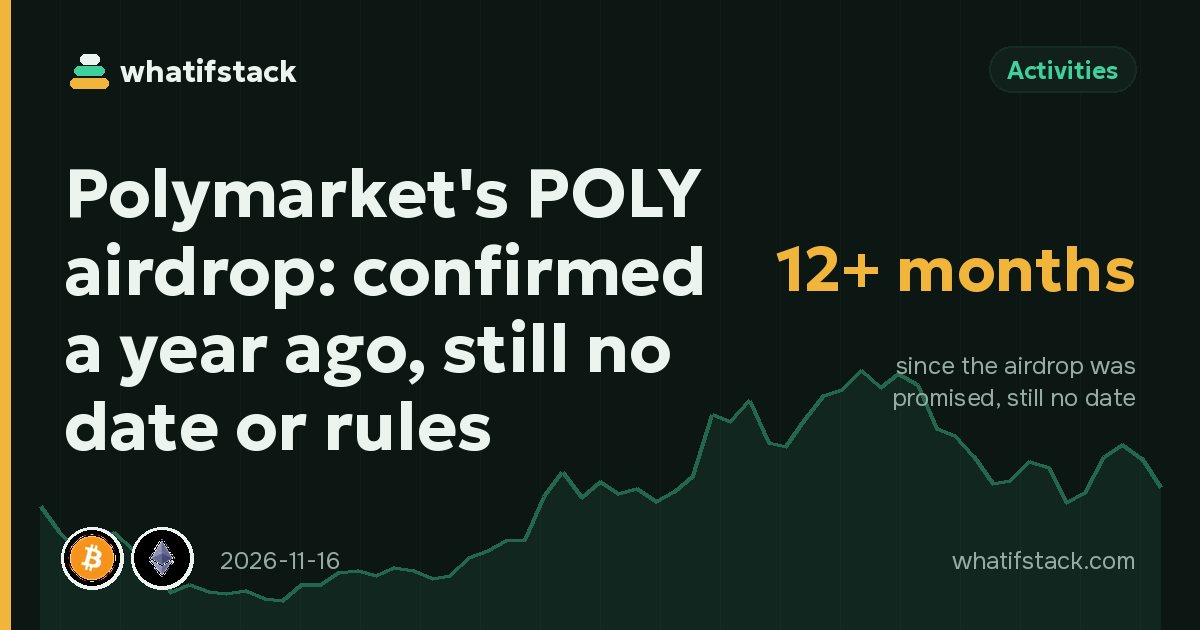 whatifstack
Activities
Polymarket's POLY
airdrop: confirmed
a year ago, still no
date or rules
12+ months
since the airdrop was
promised, still no date
2026-11-16
whatifstack.com